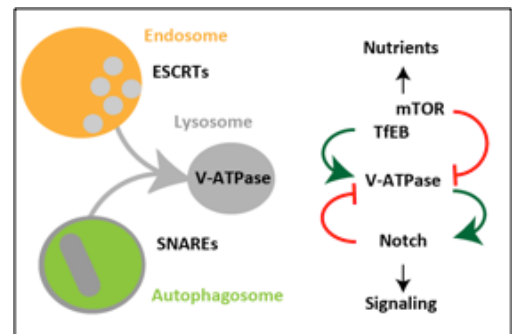 Endosome
ESCRTs
Lysosome
V-ATPase
SNAREs
Autophagosome
Nutrients
mTOR
TfEB
V-ATPase
Notch
Signaling